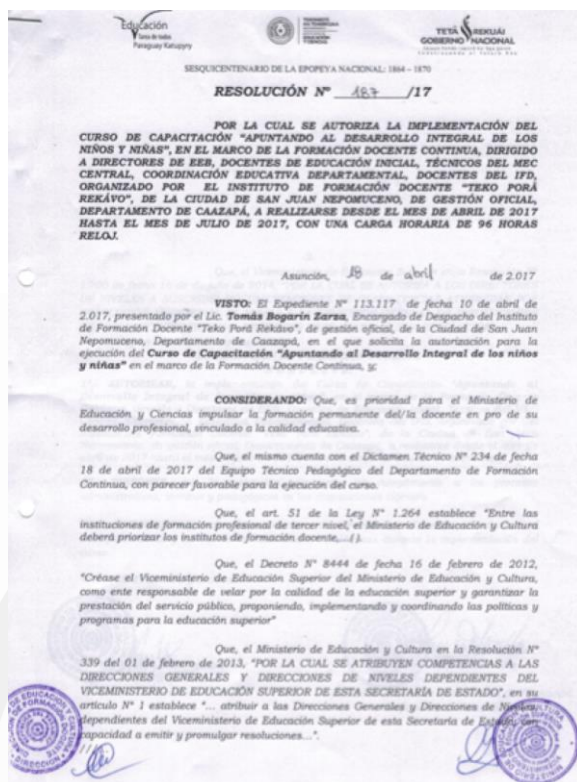 Educación
Tarea de todos
Paraguay Katupyry
TETÃ REKUÁI
GOBIERNO NACIONAL
SESQUICENTENARIO DE LA EPOPEYA NACIONAL: 1864 – 1870
RESOLUCIÓN Nº 187 /17
POR LA CUAL SE AUTORIZA LA IMPLEMENTACIÓN DEL
CURSO DE CAPACITACIÓN "APUNTANDO AL DESARROLLO INTEGRAL DE LOS
NIÑOS Y NIÑAS", EN EL MARCO DE LA FORMACIÓN DOCENTE CONTINUA, DIRIGIDO
A DIRECTORES DE EEB, DOCENTES DE EDUCACIÓN INICIAL, TÉCNICOS DEL MEC
CENTRAL, COORDINACIÓN EDUCATIVA DEPARTAMENTAL, DOCENTES DEL IFD,
ORGANIZADO POR EL INSTITUTO DE FORMACIÓN DOCENTE "TEKO PORÃ
REKÁVO", DE LA CIUDAD DE SAN JUAN NEPOMUCENO, DE GESTIÓN OFICIAL,
DEPARTAMENTO DE CAAZAPÁ, A REALIZARSE DESDE EL MES DE ABRIL DE 2017
HASTA EL MES DE JULIO DE 2017, CON UNA CARGA HORARIA DE 96 HORAS
RELOJ.
Asunción, 18 de abril de 2.017
VISTO: El Expediente Nº 113.117 de fecha 10 de abril de
2.017, presentado por el Lic. Tomás Bogarín Zarza, Encargado de Despacho del Instituto
de Formación Docente "Teko Porã Rekávo", de gestión oficial, de la Ciudad de San Juan
Nepomuceno, Departamento de Caazapá, en el que solicita la autorización para la
ejecución del Curso de Capacitación "Apuntando al Desarrollo Integral de los niños
y niñas" en el marco de la Formación Docente Continua, y;
CONSIDERANDO: Que, es prioridad para el Ministerio de
Educación y Ciencias impulsar la formación permanente del/la docente en pro de su
desarrollo profesional, vinculado a la calidad educativa.
Que, el mismo cuenta con el Dictamen Técnico Nº 234 de fecha
18 de abril de 2017 del Equipo Técnico Pedagógico del Departamento de Formación
Continua, con parecer favorable para la ejecución del curso.
Que, el art. 51 de la Ley Nº 1.264 establece "Entre las
instituciones de formación profesional de tercer nivel, el Ministerio de Educación y Cultura
deberá priorizar los institutos de formación docente,...( ).
Que, el Decreto Nº 8444 de fecha 16 de febrero de 2012,
"Créase el Viceministerio de Educación Superior del Ministerio de Educación y Cultura,
como ente responsable de velar por la calidad de la educación superior y garantizar la
prestación del servicio público, proponiendo, implementando y coordinando las políticas y
programas para la educación superior"
Que, el Ministerio de Educación y Cultura en la Resolución Nº
339 del 01 de febrero de 2013, "POR LA CUAL SE ATRIBUYEN COMPETENCIAS A LAS
DIRECCIONES GENERALES Y DIRECCIONES DE NIVELES DEPENDIENTES DEL
VICEMINISTERIO DE EDUCACIÓN SUPERIOR DE ESTA SECRETARÍA DE ESTADO", en su
artículo Nº 1 establece "... atribuir a las Direcciones Generales y Direcciones de
dependientes del Viceministerio de Educación Superior de esta Secretaría de
capacidad a emitir y promulgar resoluciones...".